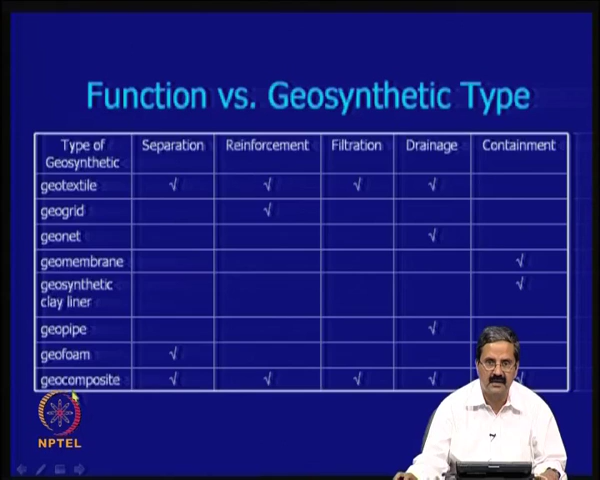 Function vs. Geosynthetic Type
Type of Geosynthetic Separation Reinforcement Filtration Drainage Containment
geotextile √ √ √ √
geogrid √
geonet √
geomembrane √
geosynthetic clay liner √
geopipe √
geofoam √
geocomposite √ √ √ √ √
NPTEL